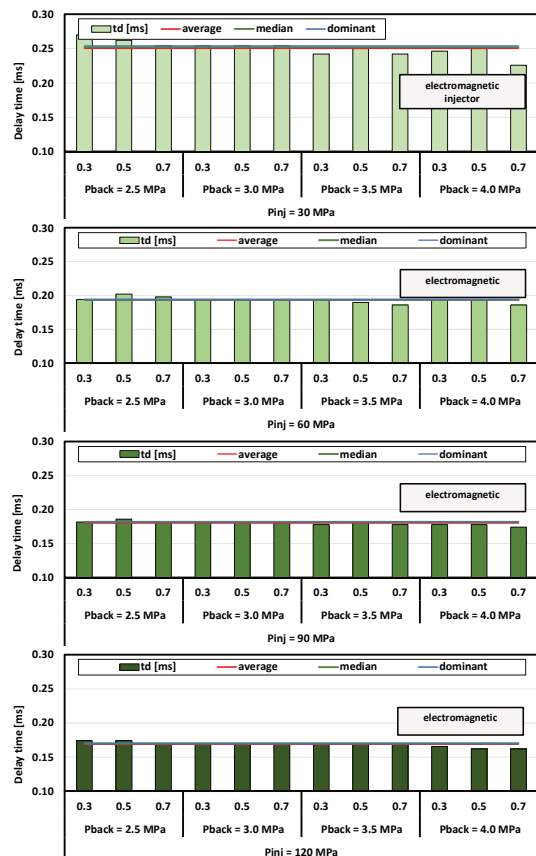 td [ms] average median dominant
Delay time [ms]
0.30
0.25
0.20
0.15
0.10
electromagnetic
injector
0.3 0.5 0.7 0.3 0.5 0.7 0.3 0.5 0.7 0.3 0.5 0.7
Pback = 2.5 MPa Pback = 3.0 MPa Pback = 3.5 MPa Pback = 4.0 MPa
Pinj = 30 MPa
td [ms] average median dominant
Delay time [ms]
0.30
0.25
0.20
0.15
0.10
electromagnetic
0.3 0.5 0.7 0.3 0.5 0.7 0.3 0.5 0.7 0.3 0.5 0.7
Pback = 2.5 MPa Pback = 3.0 MPa Pback = 3.5 MPa Pback = 4.0 MPa
Pinj = 60 MPa
td [ms] average median dominant
Delay time [ms]
0.30
0.25
0.20
0.15
0.10
electromagnetic
0.3 0.5 0.7 0.3 0.5 0.7 0.3 0.5 0.7 0.3 0.5 0.7
Pback = 2.5 MPa Pback = 3.0 MPa Pback = 3.5 MPa Pback = 4.0 MPa
Pinj = 90 MPa
td [ms] average median dominant
Delay time [ms]
0.30
0.25
0.20
0.15
0.10
electromagnetic
0.3 0.5 0.7 0.3 0.5 0.7 0.3 0.5 0.7 0.3 0.5 0.7
Pback = 2.5 MPa Pback = 3.0 MPa Pback = 3.5 MPa Pback = 4.0 MPa
Pinj = 120 MPa